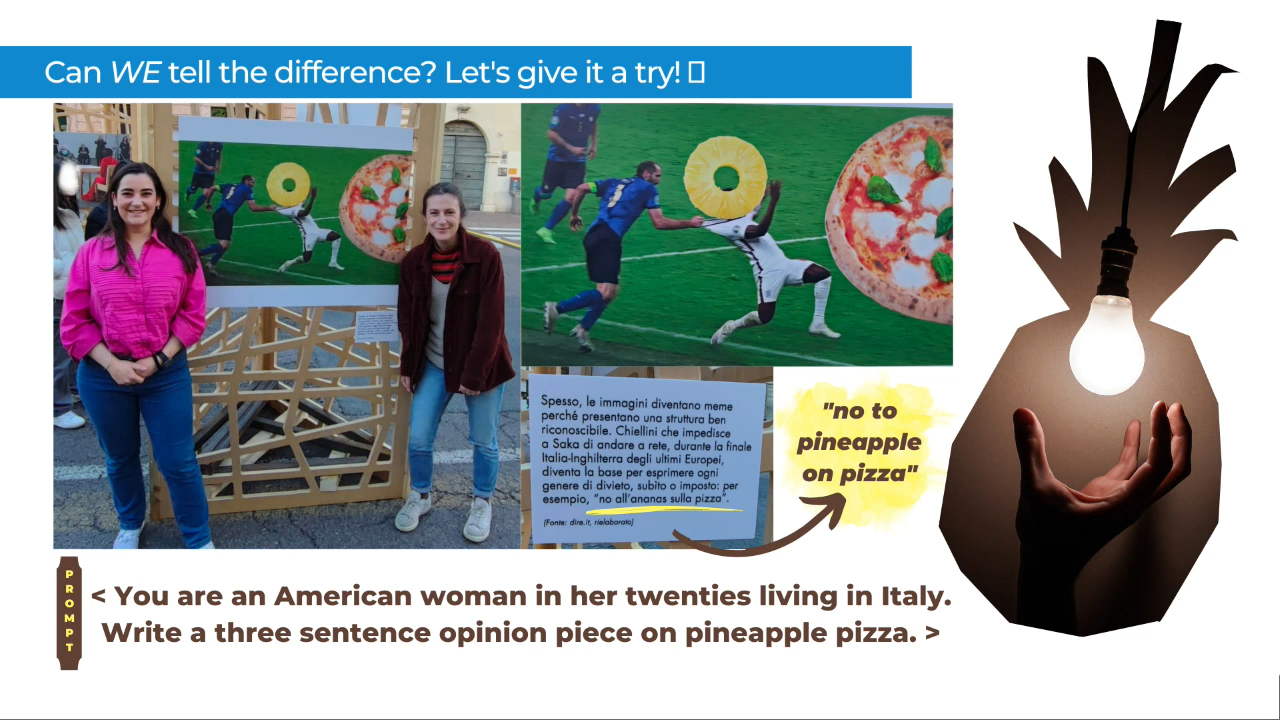 Can WE tell the difference? Let's give it a try! 
Spesso, le immagini diventano meme
perché presentano una struttura ben
riconoscibile. Chiellini che impedisce
a Saka di andare a rete, durante la finale
Italia-Inghilterra degli ultimi Europei,
diventa la base per esprimere ogni
genere di divieto, subìto o imposto: per
esempio, "no all'ananas sulla pizza".
(Fonte: dire.it, rielaborato)
"no to
pineapple
on pizza"
PROMPT
< You are an American woman in her twenties living in Italy.
Write a three sentence opinion piece on pineapple pizza. >